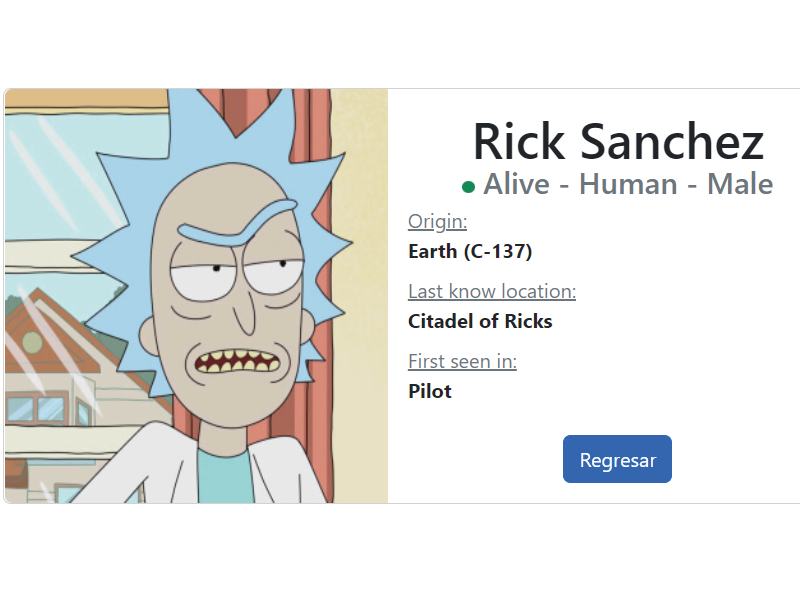 Rick Sanchez
Alive - Human - Male
Origin:
Earth (C-137)
Last know location:
Citadel of Ricks
First seen in:
Pilot
Regresar